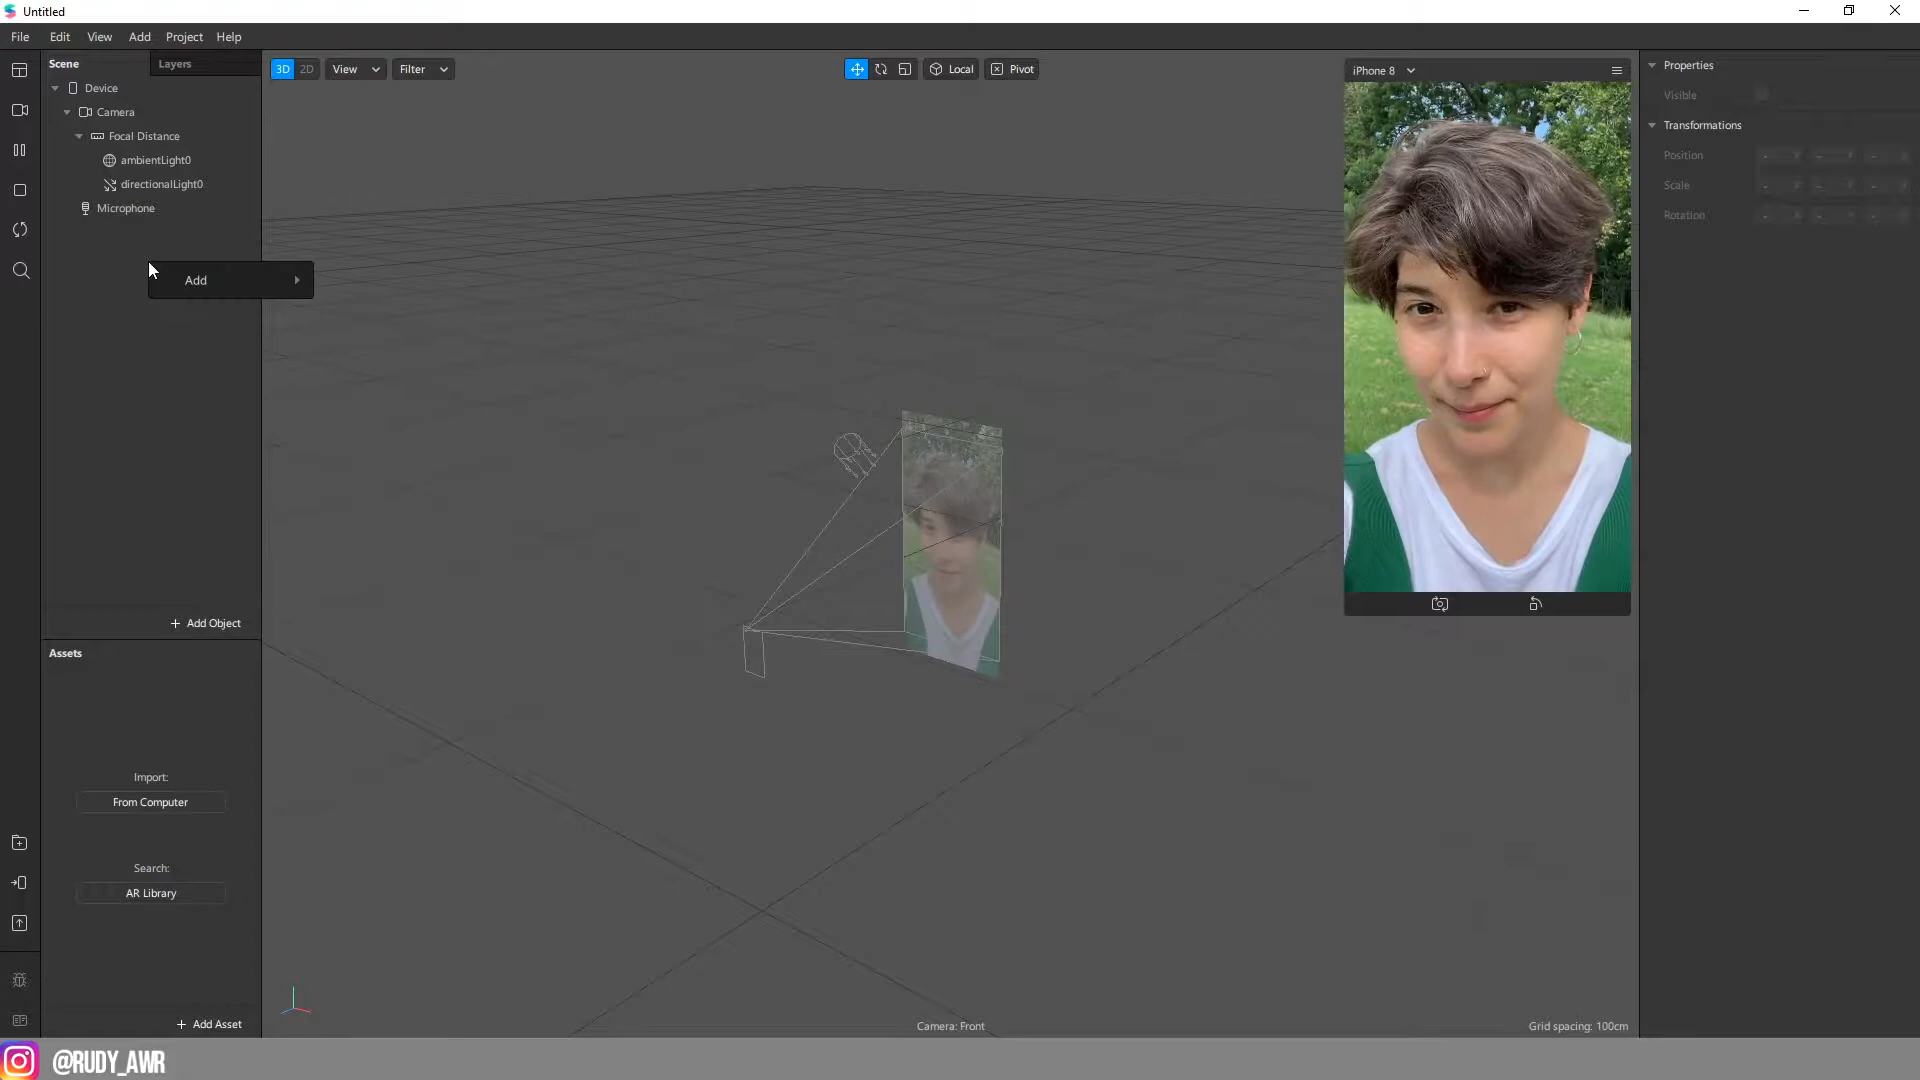 Untitled
File Edit View Add Project Help
Scene Layers
Device
Camera
Focal Distance
ambientLight0
directionalLight0
Microphone
Add
+ Add Object
Assets
Import:
From Computer
Search:
AR Library
+ Add Asset
3D 2D View Filter
Local Pivot
Camera: Front
Grid spacing: 100cm
iPhone 8
Properties
Visible
Transformations
Position
Scale
Rotation
@RUDY_AWR